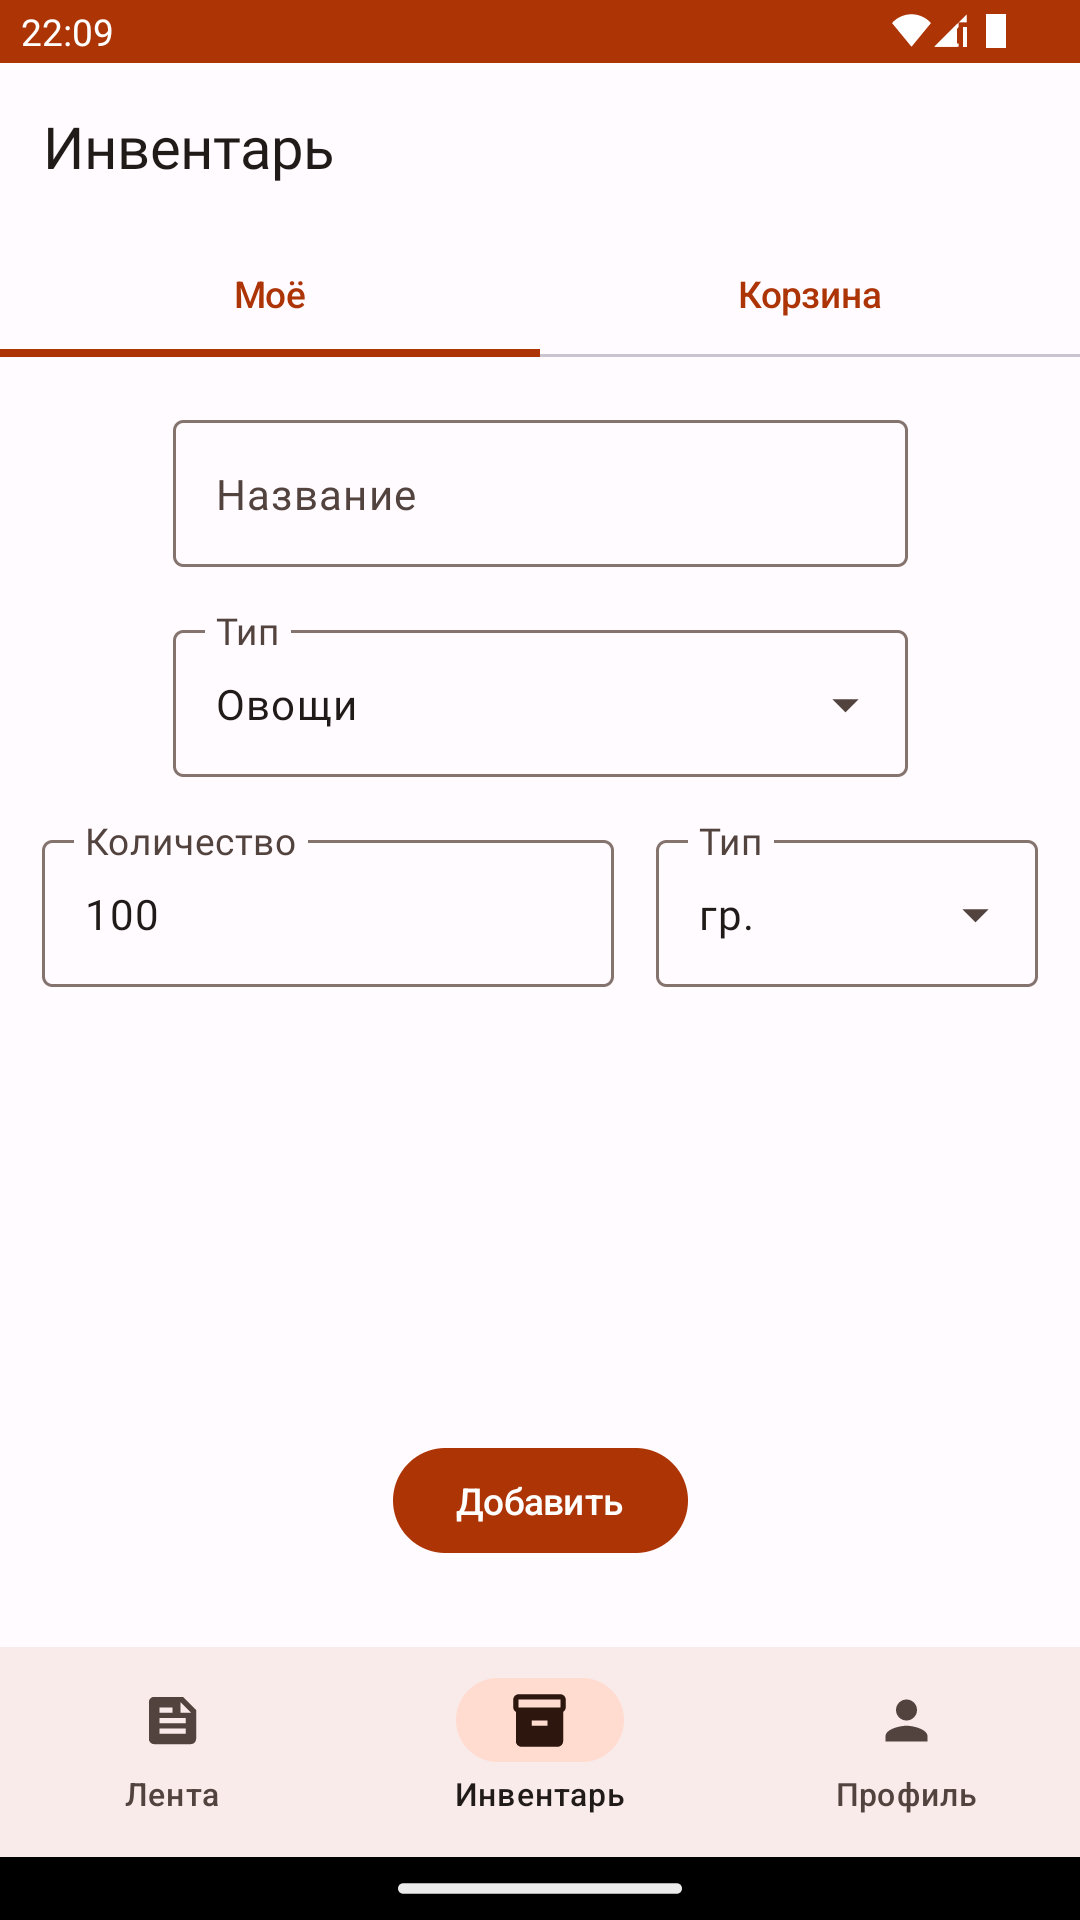 22:09
Инвентарь
Моё
Корзина
Название
Тип
Овощи
Количество
Тип
100
гр.
Добавить
Лента
Инвентарь
Профиль